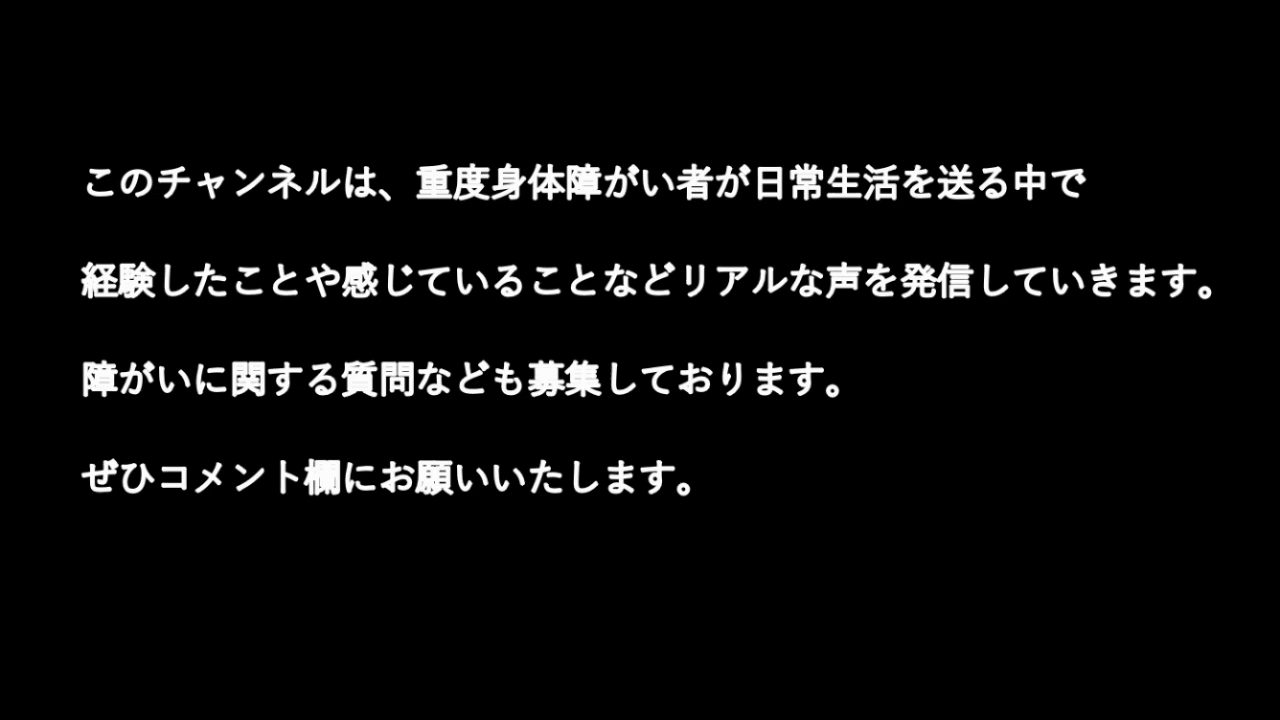 このチャンネルは、重度身体障がい者が日常生活を送る中で
経験したことや感じていることなどリアルな声を発信していきます。
障がいに関する質問なども募集しております。
ぜひコメント欄にお願いいたします。